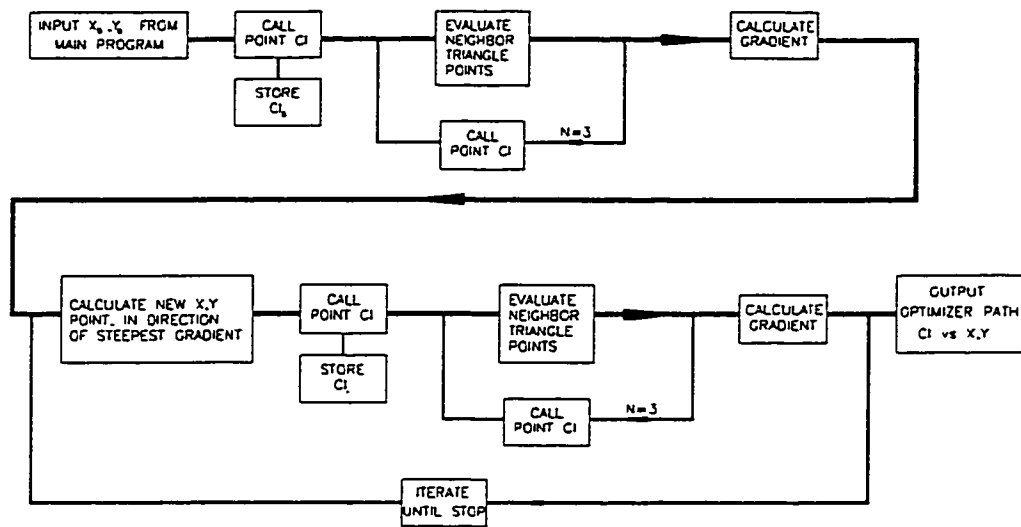 INPUT X₀,Y₀ FROM
MAIN PROGRAM
CALL
POINT CI
STORE
CI₀
EVALUATE
NEIGHBOR
TRIANGLE
POINTS
CALL
POINT CI
N=3
CALCULATE
GRADIENT
CALCULATE NEW X,Y
POINT, IN DIRECTION
OF STEEPEST GRADIENT
CALL
POINT CI
STORE
CI
EVALUATE
NEIGHBOR
TRIANGLE
POINTS
CALL
POINT CI
N=3
CALCULATE
GRADIENT
OUTPUT
OPTIMIZER PATH
CI vs X,Y
ITERATE
UNTIL STOP